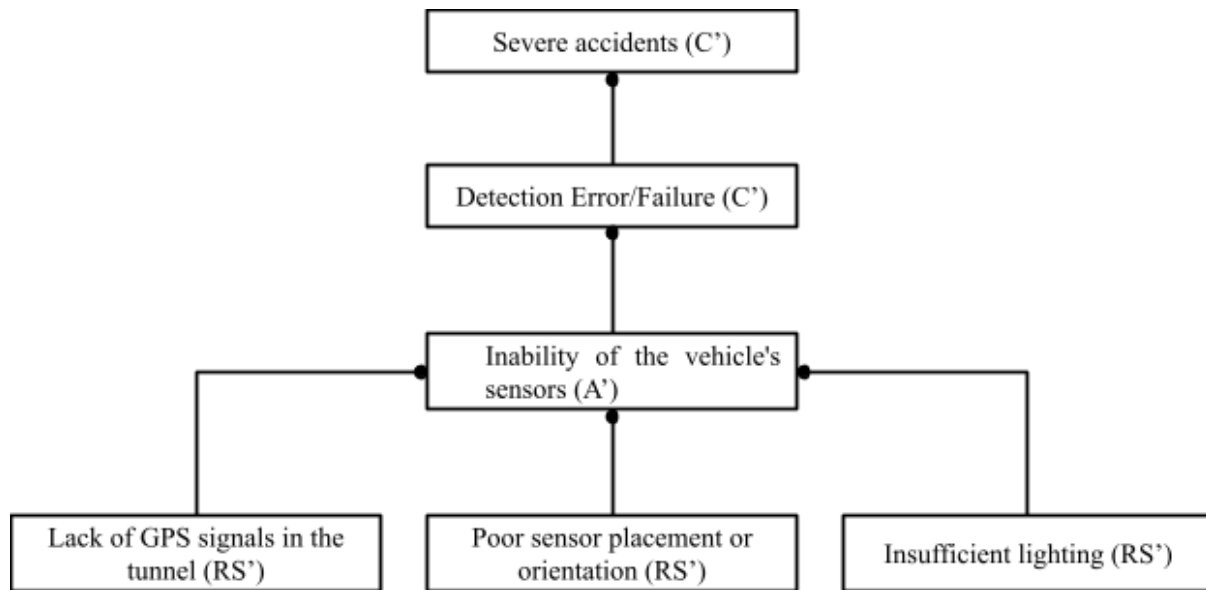 Severe accidents (C’)
Detection Error/Failure (C’)
Inability of the vehicle's
sensors (A’)
Lack of GPS signals in the
tunnel (RS’)
Poor sensor placement or
orientation (RS’)
Insufficient lighting (RS’)